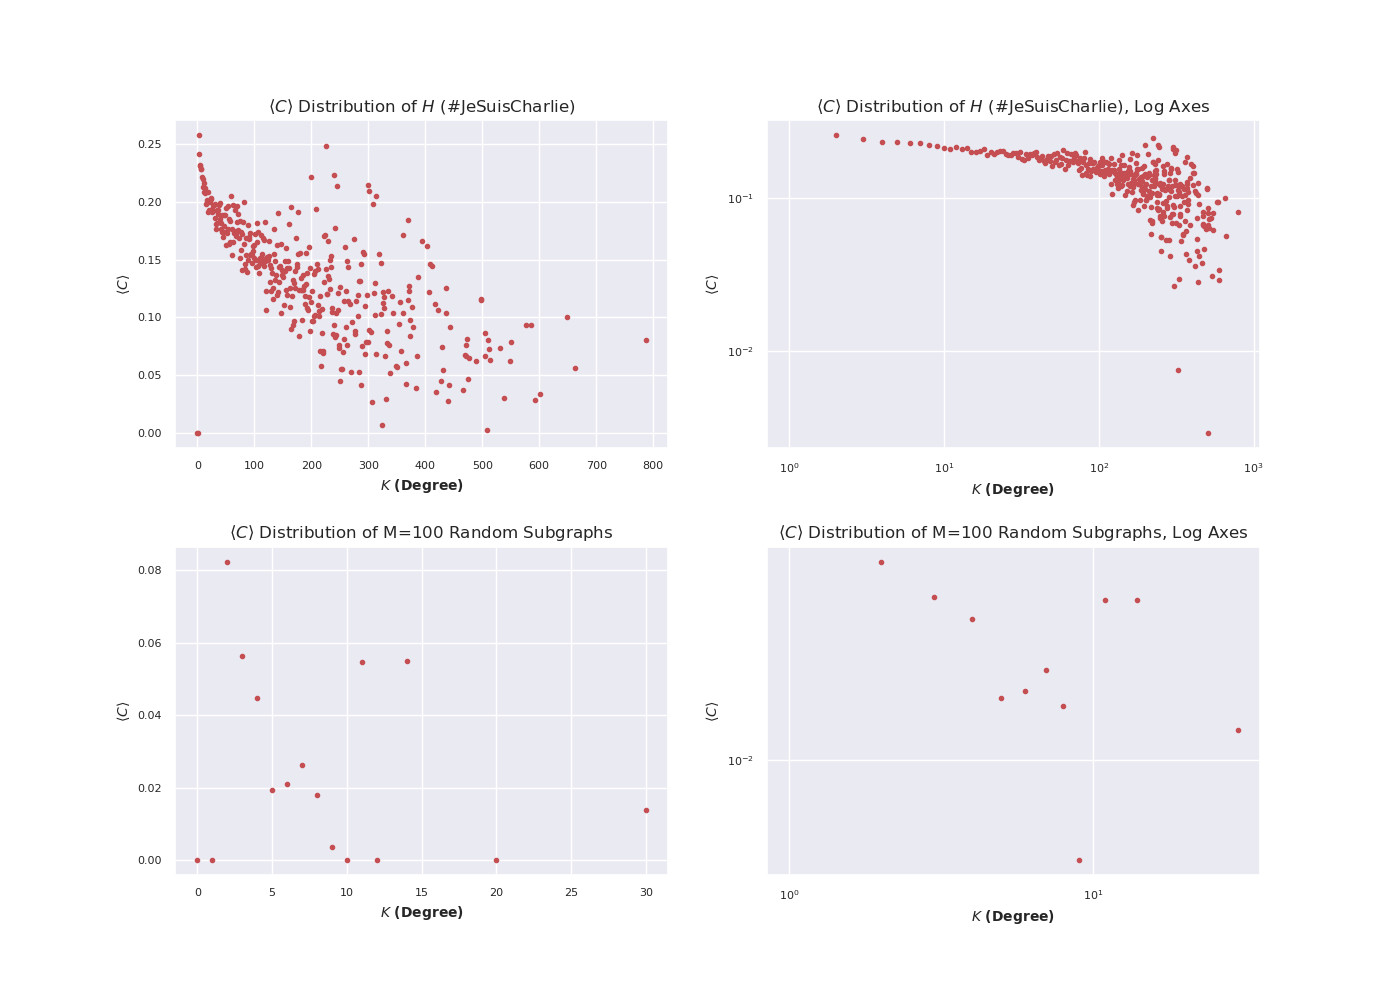 ⟨C⟩ Distribution of H (#JeSuisCharlie)
⟨C⟩
0.25
0.20
0.15
0.10
0.05
0.00
0 100 200 300 400 500 600 700 800
K (Degree)
⟨C⟩ Distribution of H (#JeSuisCharlie), Log Axes
⟨C⟩
10⁻¹
10⁻²
10⁰ 10¹ 10² 10³
K (Degree)
⟨C⟩ Distribution of M=100 Random Subgraphs
⟨C⟩
0.08
0.06
0.04
0.02
0.00
0 5 10 15 20 25 30
K (Degree)
⟨C⟩ Distribution of M=100 Random Subgraphs, Log Axes
⟨C⟩
10⁻²
10⁰ 10¹
K (Degree)